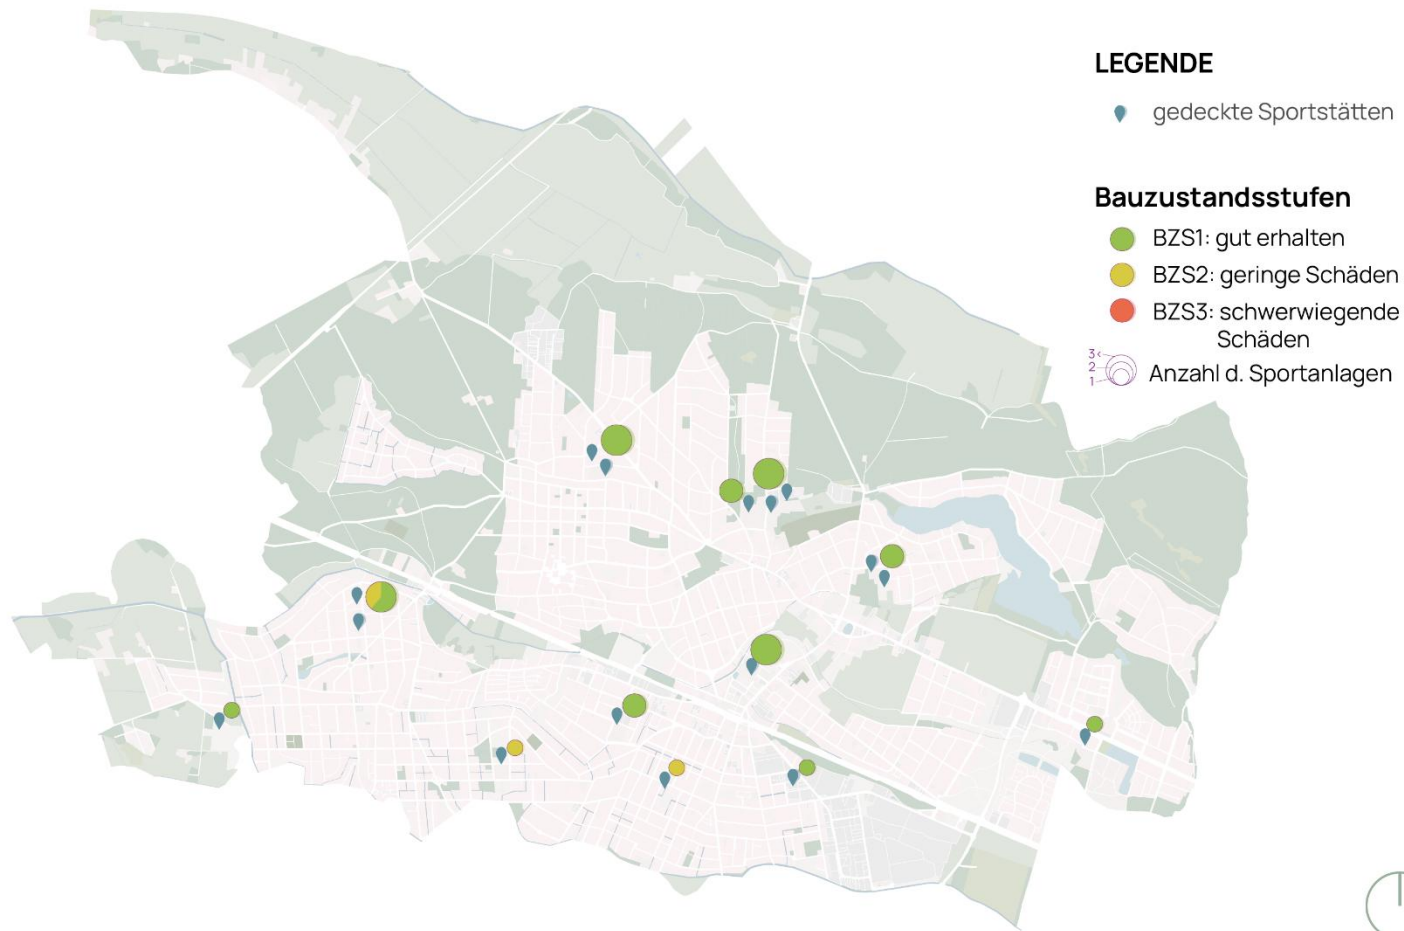 LEGENDE
gedeckte Sportstätten
Bauzustandsstufen
BZS1: gut erhalten
BZS2: geringe Schäden
BZS3: schwerwiegende
Schäden
3<
2
1
Anzahl d. Sportanlagen